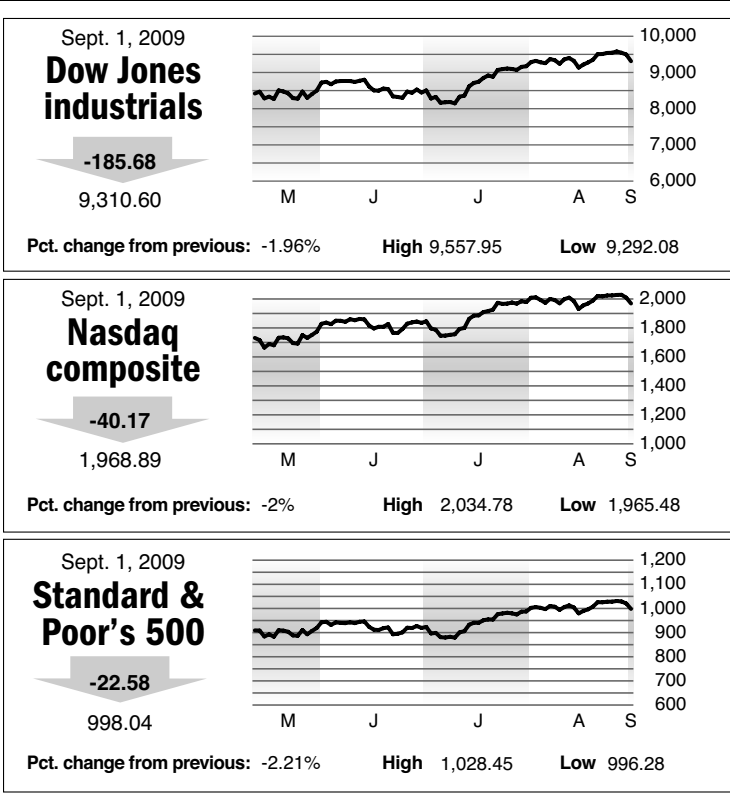 Sept. 1, 2009
Dow Jones
industrials
-185.68
9,310.60
10,000
9,000
8,000
7,000
6,000
M J J A S
Pct. change from previous: -1.96% High 9,557.95 Low 9,292.08
Sept. 1, 2009
Nasdaq
composite
-40.17
1,968.89
2,000
1,800
1,600
1,400
1,200
1,000
M J J A S
Pct. change from previous: -2% High 2,034.78 Low 1,965.48
Sept. 1, 2009
Standard &
Poor's 500
-22.58
998.04
1,200
1,100
1,000
900
800
700
600
M J J A S
Pct. change from previous: -2.21% High 1,028.45 Low 996.28